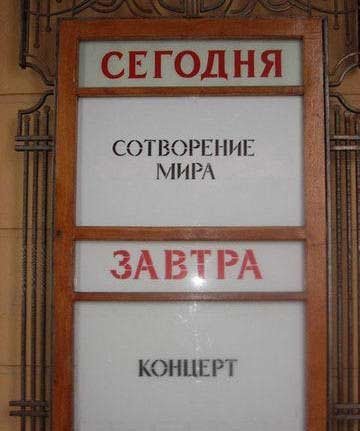 СЕГОДНЯ
СОТВОРЕНИЕ
МИРА
ЗАВТРА
КОНЦЕРТ